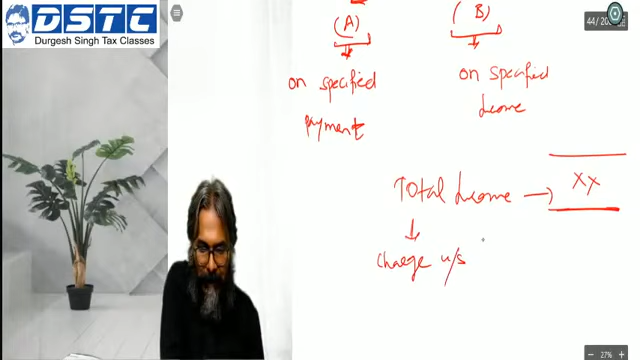 DSTC
Durgesh Singh Tax Classes
44/20
(A)
(B)
on specified
payment
on specified
Income
Total Income → XX
charge u/s
27%